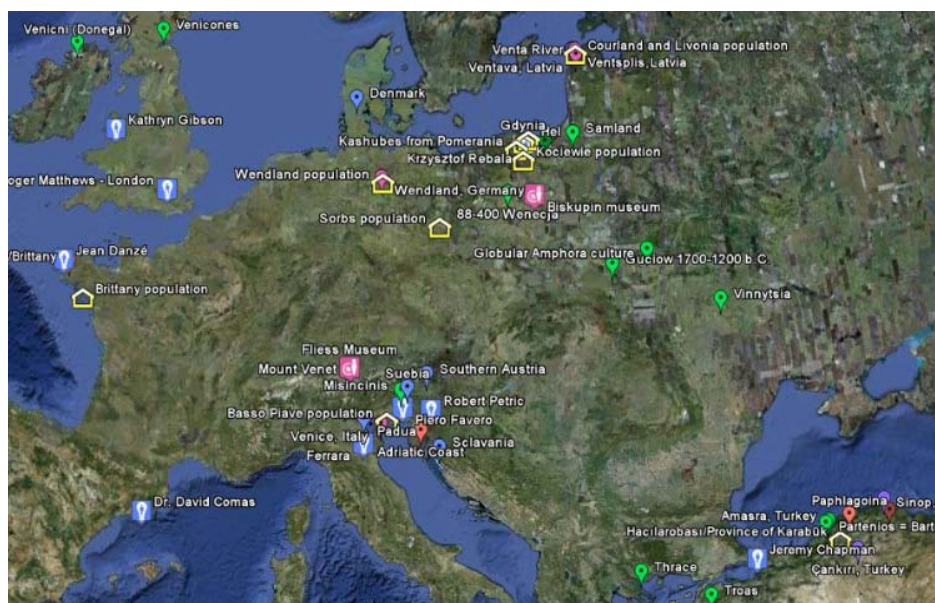 Venicni (Donegal)
Venicones
Venta River
Courland and Livonia population
Ventava, Latvia
Ventsplis, Latvia
Denmark
Kathryn Gibson
Gdynia
Hel
Samland
Kashubes from Pomerania
Kociewie population
Krzysztof Rebala
Wendland population
oger Matthews - London
Wendland, Germany
Biskupin museum
88-400 Wenecja
Sorbs population
Jean Danzé
/Brittany
Globular Amphora culture
Guclow 1700-1200 b.C.
Brittany population
Vinnytsia
Fliess Museum
Mount Venet
Suebia
Southern Austria
Misincinis
Robert Petric
Basso Piave population
Piero Favero
Padua
Venice, Italy
Sclavania
Ferrara
Adriatic Coast
Dr. David Comas
Paphlagoina
Sinop,
Amasra, Turkey
Partenios = Bart
Hacılarobası/Province of Karabük
Jeremy Chapman
Çankırı, Turkey
Thrace
Troas